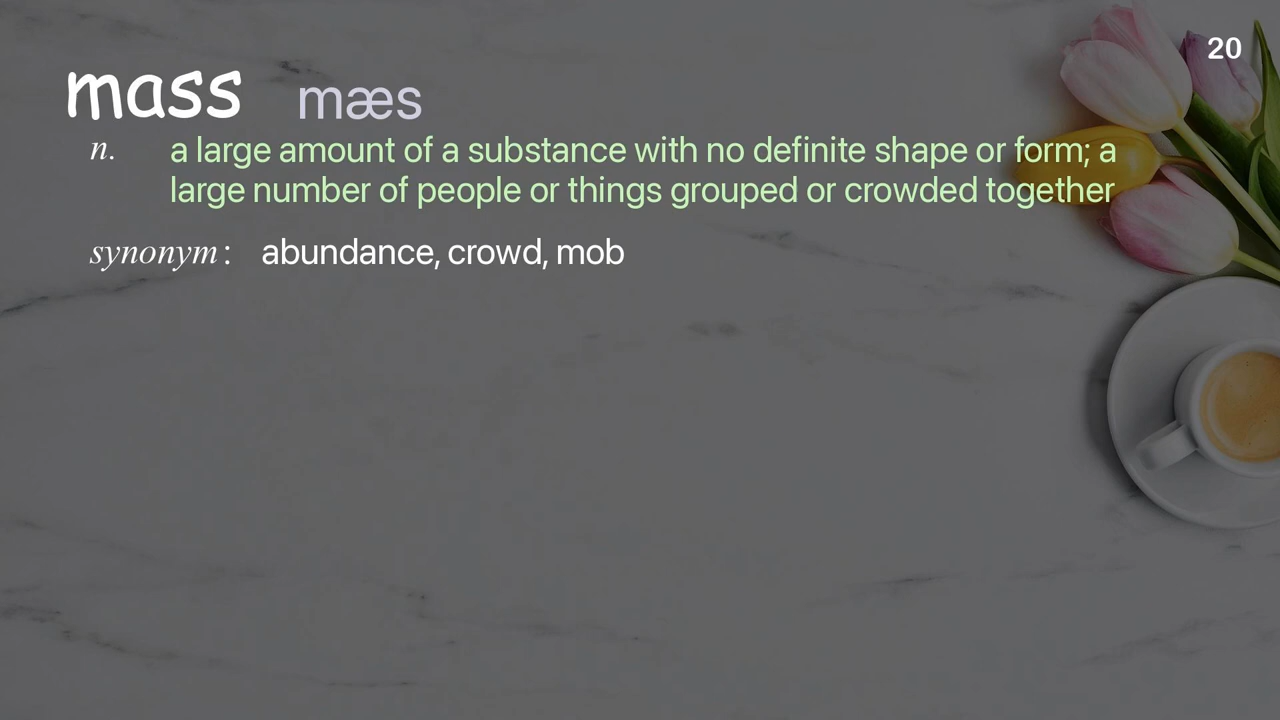 20
mass mæs
n. a large amount of a substance with no definite shape or form; a
large number of people or things grouped or crowded together
synonym : abundance, crowd, mob